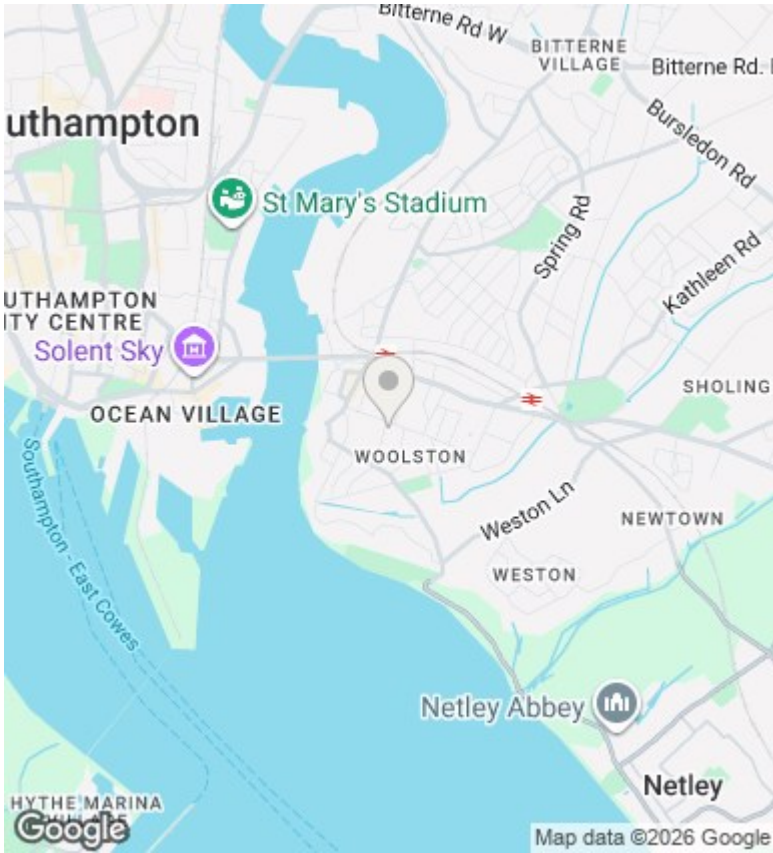 Bitterne Rd W
BITTERNE
VILLAGE
Bitterne Rd.
uthampton
Bursledon Rd
St Mary's Stadium
Spring Rd
Kathleen Rd
UTHAMPTON
ITY CENTRE
Solent Sky
SHOLING
OCEAN VILLAGE
WOOLSTON
Southampton - East Cowes
Weston Ln
NEWTOWN
WESTON
Netley Abbey
Netley
HYTHE MARINA
VILLAGE
Google
Map data ©2026 Google